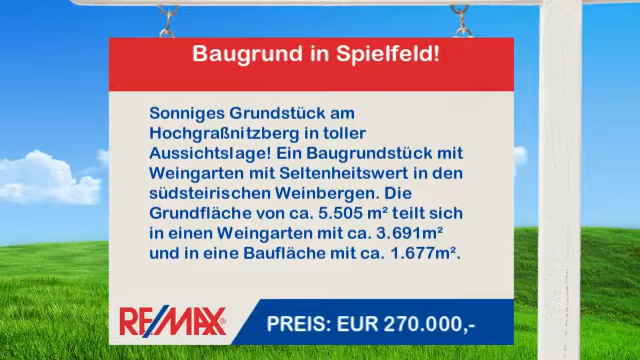 Baugrund in Spielfeld!
Sonniges Grundstück am
Hochgraßnitzberg in toller
Aussichtslage! Ein Baugrundstück mit
Weingarten mit Seltenheitswert in den
südsteirischen Weinbergen. Die
Grundfläche von ca. 5.505 m² teilt sich
in einen Weingarten mit ca. 3.691m²
und in eine Baufläche mit ca. 1.677m².
RE/MAX®
PREIS: EUR 270.000,-